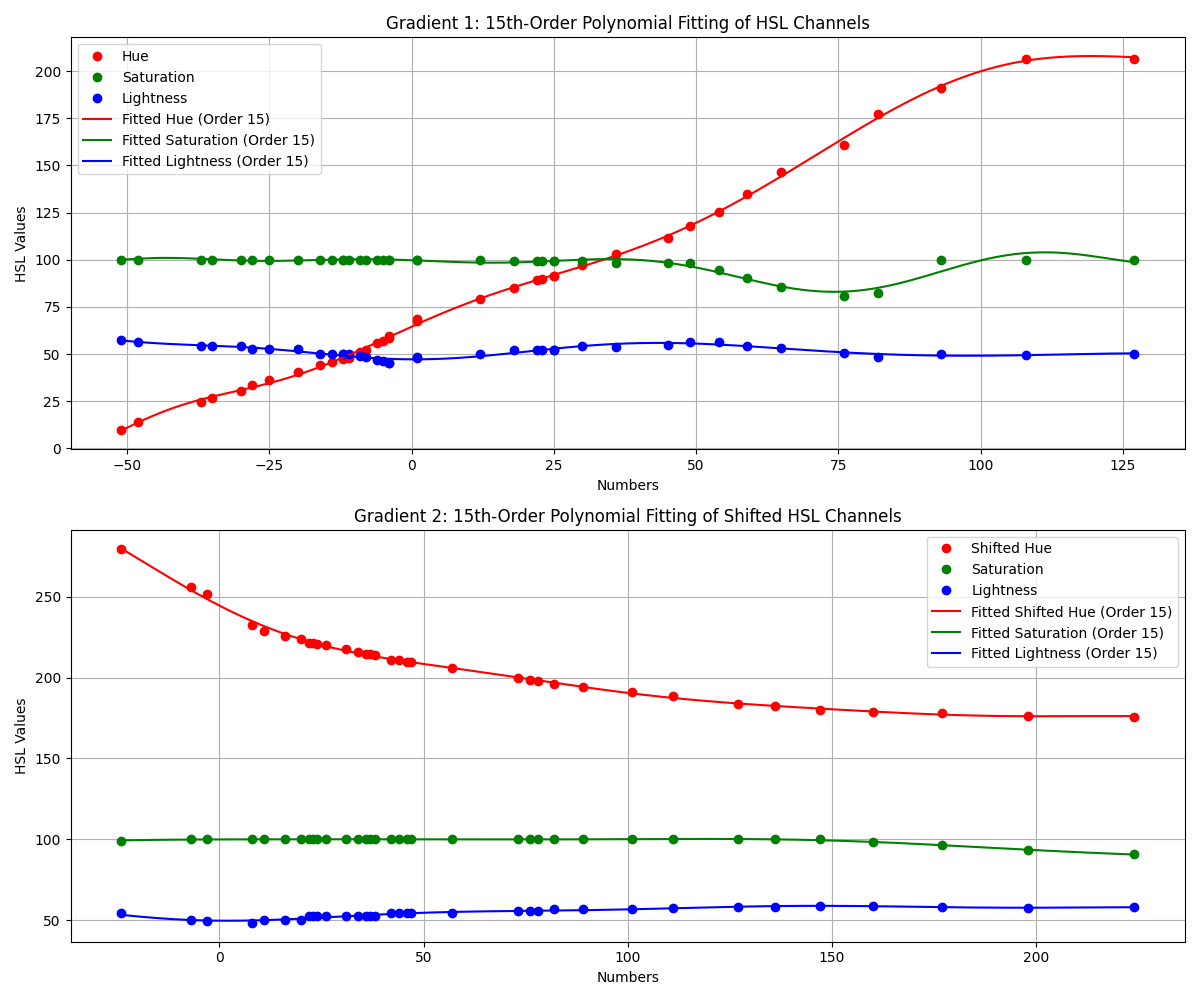 Gradient 1: 15th-Order Polynomial Fitting of HSL Channels
HSL Values
200
175
150
125
100
75
50
25
0
Hue
Saturation
Lightness
Fitted Hue (Order 15)
Fitted Saturation (Order 15)
Fitted Lightness (Order 15)
−50
−25
0
25
50
75
100
125
Numbers
Gradient 2: 15th-Order Polynomial Fitting of Shifted HSL Channels
HSL Values
250
200
150
100
50
Shifted Hue
Saturation
Lightness
Fitted Shifted Hue (Order 15)
Fitted Saturation (Order 15)
Fitted Lightness (Order 15)
0
50
100
150
200
Numbers